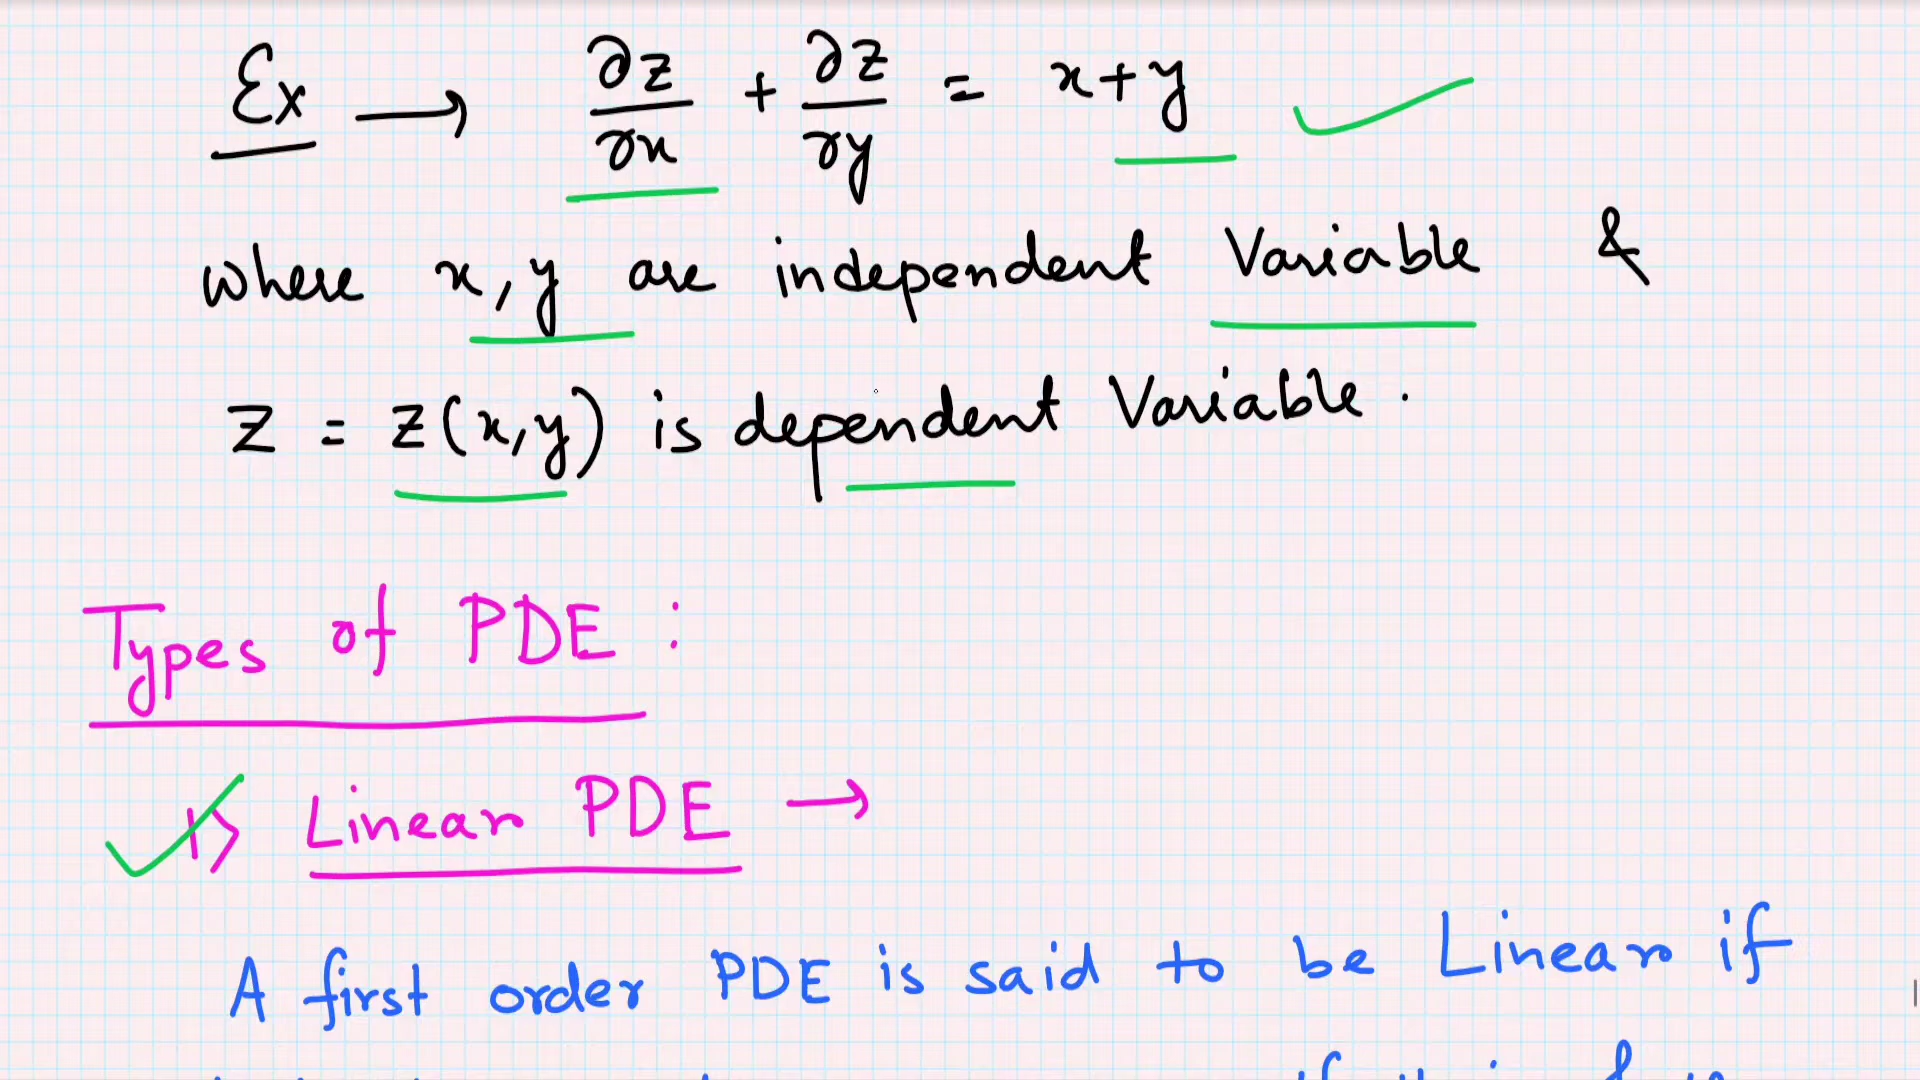 Ex → ∂z/∂x + ∂z/∂y = x+y
where x, y are independent Variable &
z = z(x,y) is dependent Variable.
Types of PDE :
1> Linear PDE →
A first order PDE is said to be Linear if